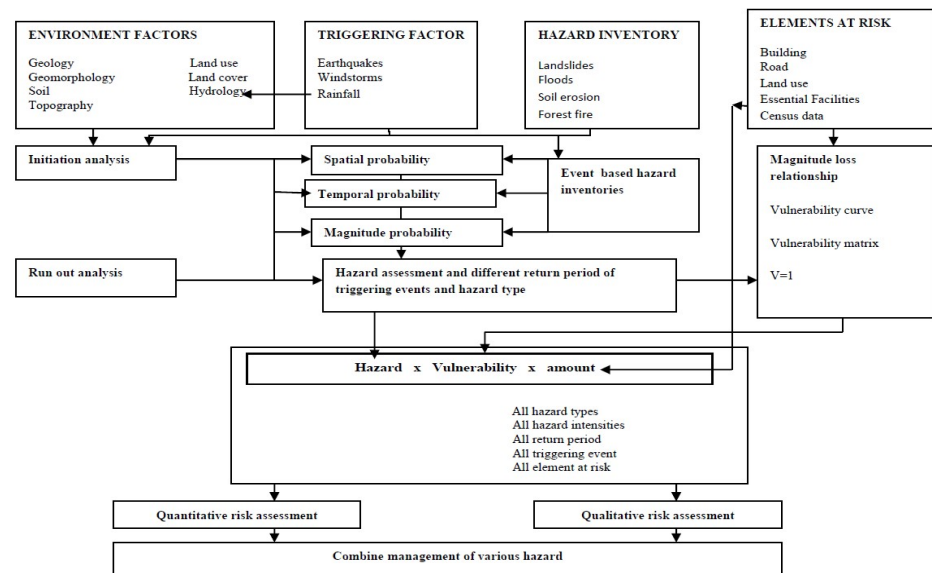 ENVIRONMENT FACTORS
Geology
Geomorphology
Soil
Topography
Land use
Land cover
Hydrology
TRIGGERING FACTOR
Earthquakes
Windstorms
Rainfall
HAZARD INVENTORY
Landslides
Floods
Soil erosion
Forest fire
ELEMENTS AT RISK
Building
Road
Land use
Essential Facilities
Census data
Initiation analysis
Spatial probability
Temporal probability
Magnitude probability
Event based hazard
inventories
Magnitude loss
relationship
Vulnerability curve
Vulnerability matrix
V=1
Run out analysis
Hazard assessment and different return period of
triggering events and hazard type
Hazard x Vulnerability x amount
All hazard types
All hazard intensities
All return period
All triggering event
All element at risk
Quantitative risk assessment
Qualitative risk assessment
Combine management of various hazard